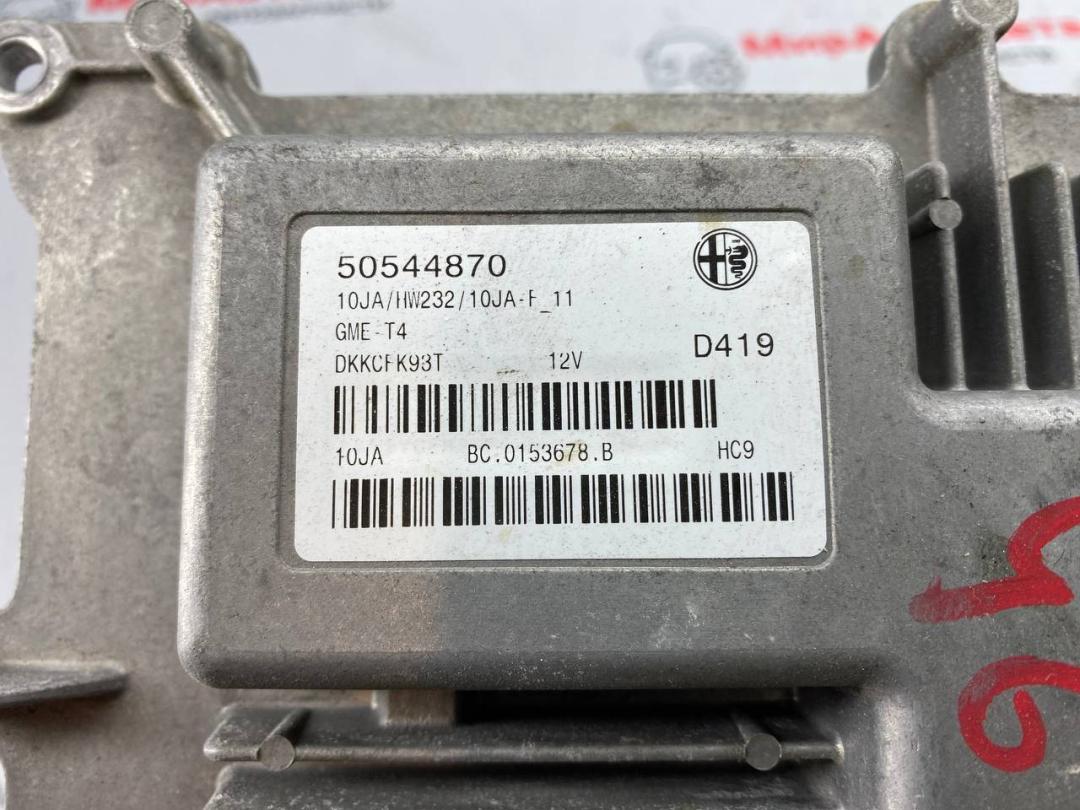 50544870
10JA/HW232/10JA-F_11
GME-T4
D419
DKKCFK93T 12V
10JA BC.0153678.B HC9